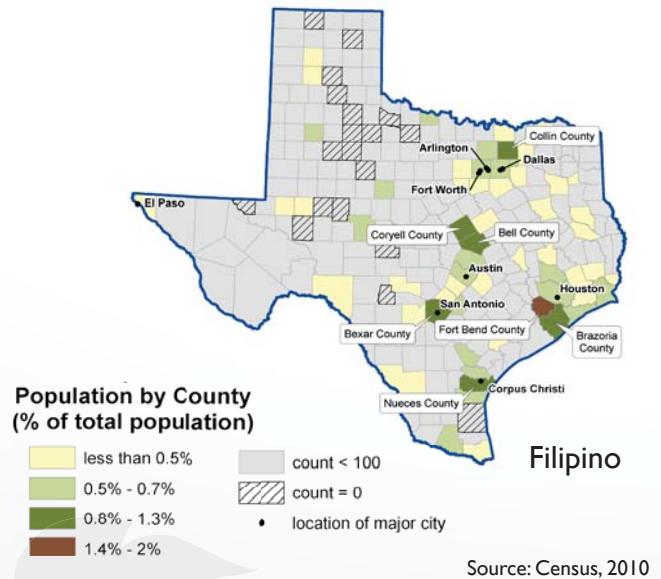 Collin County
Arlington
Dallas
Fort Worth
El Paso
Coryell County
Bell County
Austin
Houston
San Antonio
Bexar County
Fort Bend County
Brazoria
County
Nueces County
Corpus Christi
Population by County
(% of total population)
less than 0.5%
0.5% - 0.7%
0.8% - 1.3%
1.4% - 2%
count < 100
count = 0
location of major city
Filipino
Source: Census, 2010